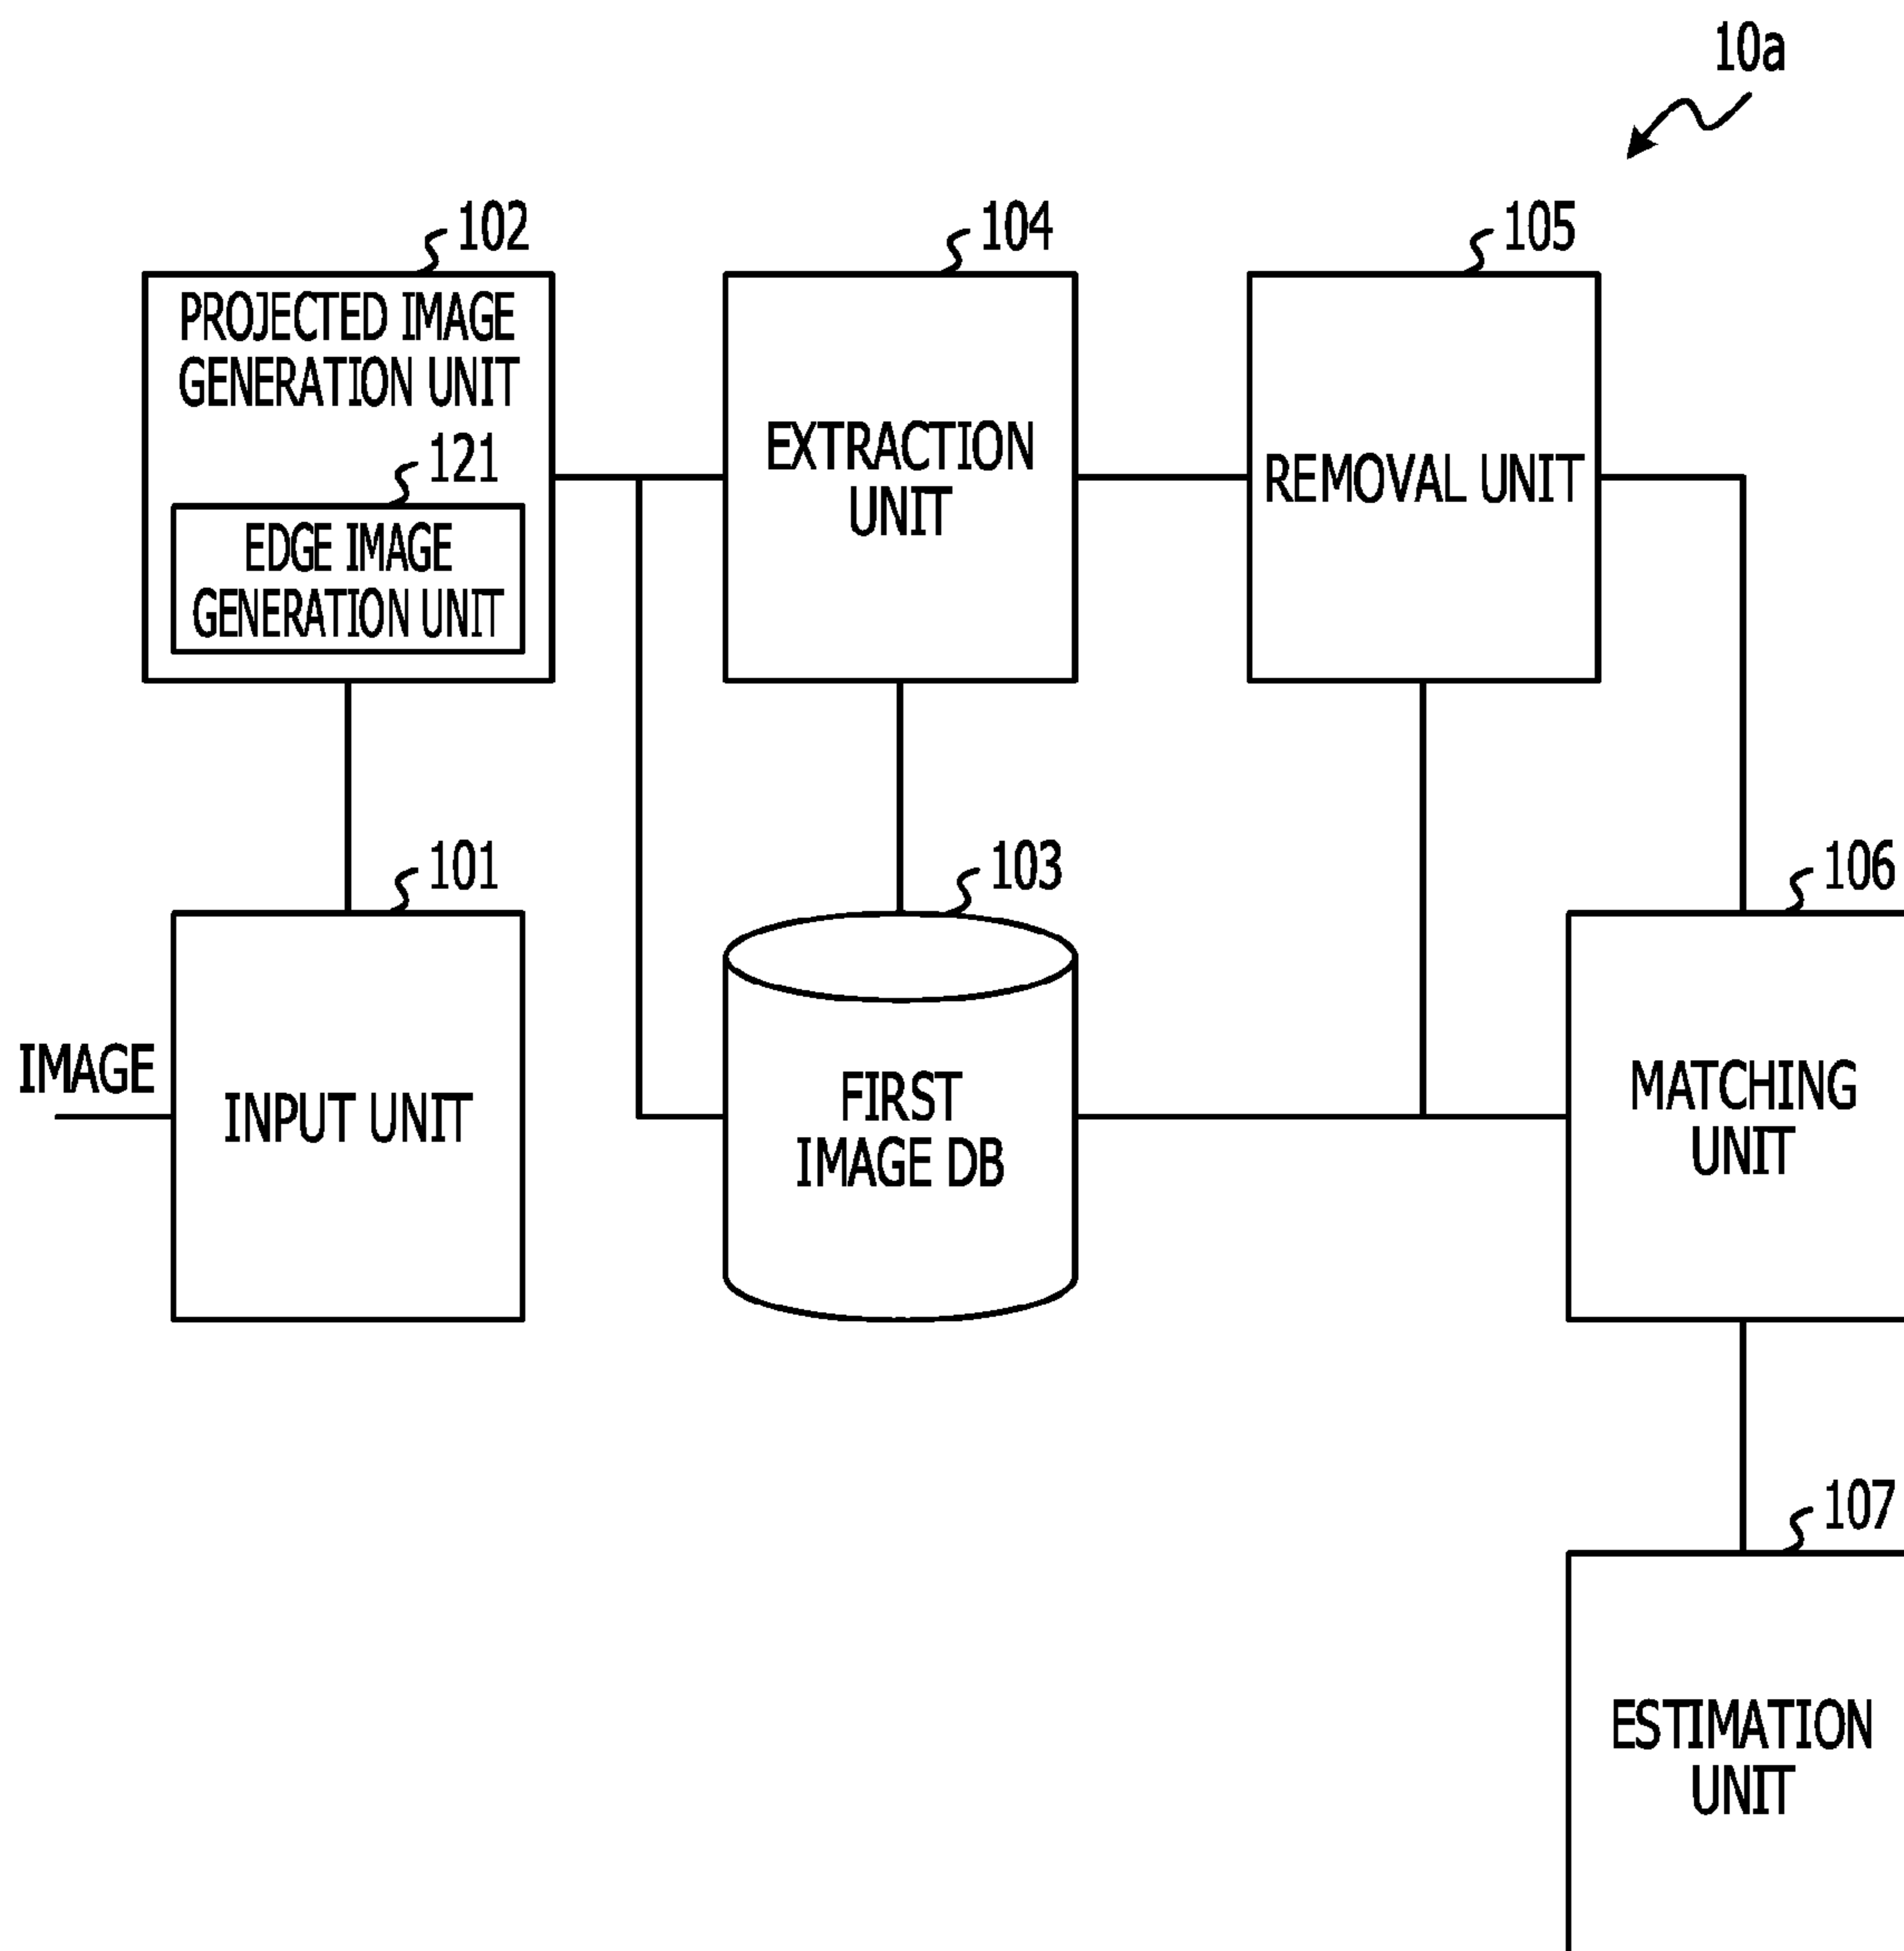 10a
102
104
105
PROJECTED IMAGE
GENERATION UNIT
121
EDGE IMAGE
GENERATION UNIT
EXTRACTION
UNIT
REMOVAL UNIT
101
103
106
IMAGE
INPUT UNIT
FIRST
IMAGE DB
MATCHING
UNIT
107
ESTIMATION
UNIT